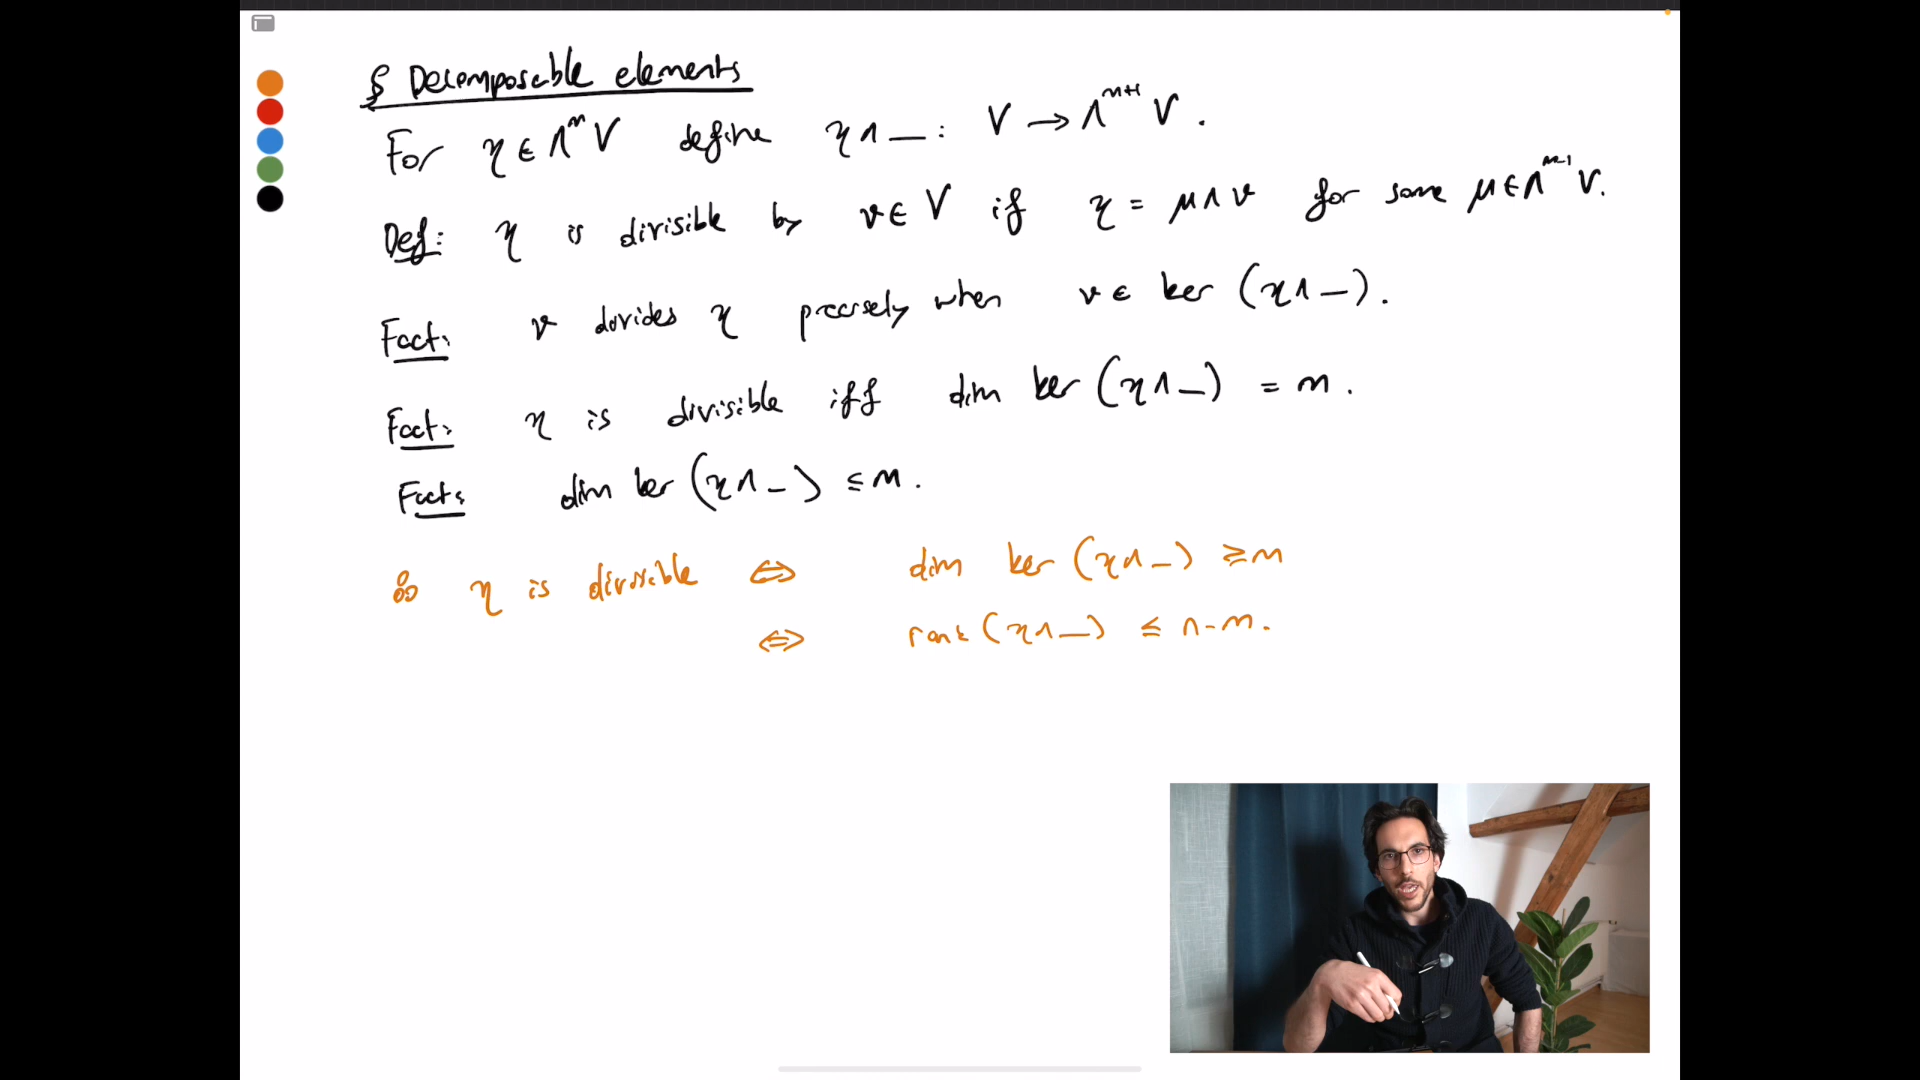 § Decomposable elements
For η ∈ Λ^m V define η ∧ _ : V → Λ^{m+1} V .
Def: η is divisible by v ∈ V if η = μ ∧ v for some μ ∈ Λ^{m-1} V.
Fact: v divides η precisely when v ∈ ker (η ∧ _) .
Fact: η is divisible iff dim ker (η ∧ _) = m .
Fact: dim ker (η ∧ _) ≤ m .
So η is divisible ⇔ dim ker (η ∧ _) ≥ m
⇔ rank (η ∧ _) ≤ n - m .